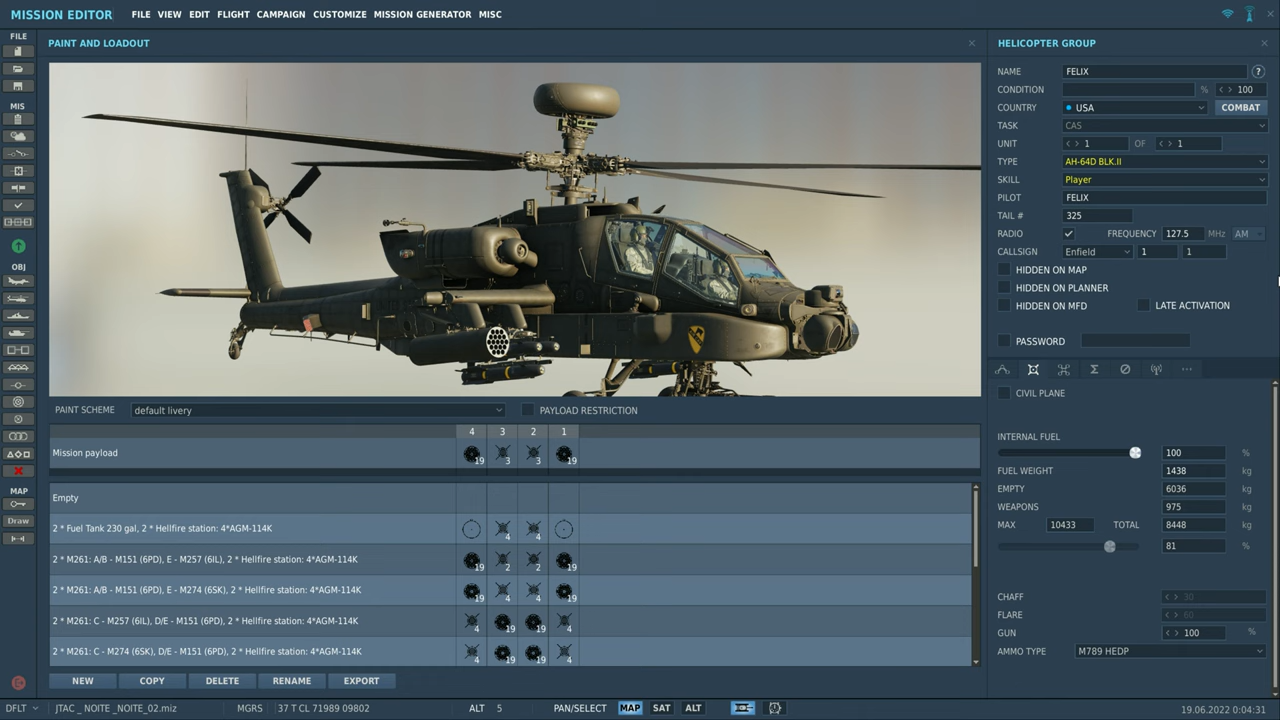 MISSION EDITOR FILE VIEW EDIT FLIGHT CAMPAIGN CUSTOMIZE MISSION GENERATOR MISC
FILE
MIS
OBJ
MAP
Draw
PAINT AND LOADOUT
PAINT SCHEME default livery PAYLOAD RESTRICTION
4 3 2 1
Mission payload 19 3 3 19
Empty
2 * Fuel Tank 230 gal, 2 * Hellfire station: 4*AGM-114K 4 4
2 * M261: A/B - M151 (6PD), E - M257 (6IL), 2 * Hellfire station: 4*AGM-114K 19 2 2 19
2 * M261: A/B - M151 (6PD), E - M274 (6SK), 2 * Hellfire station: 4*AGM-114K 19 4 4 19
2 * M261: C - M257 (6IL), D/E - M151 (6PD), 2 * Hellfire station: 4*AGM-114K 4 19 19 4
2 * M261: C - M274 (6SK), D/E - M151 (6PD), 2 * Hellfire station: 4*AGM-114K 4 19 19 4
NEW COPY DELETE RENAME EXPORT
HELICOPTER GROUP
NAME FELIX ?
CONDITION % < > 100
COUNTRY USA COMBAT
TASK CAS
UNIT < > 1 OF < > 1
TYPE AH-64D BLK.II
SKILL Player
PILOT FELIX
TAIL # 325
RADIO FREQUENCY 127.5 MHz AM
CALLSIGN Enfield 1 1
HIDDEN ON MAP
HIDDEN ON PLANNER
HIDDEN ON MFD LATE ACTIVATION
PASSWORD
CIVIL PLANE
INTERNAL FUEL
100 %
FUEL WEIGHT 1438 kg
EMPTY 6036 kg
WEAPONS 975 kg
MAX 10433 TOTAL 8448 kg
81 %
CHAFF < > 30
FLARE < > 60
GUN < > 100 %
AMMO TYPE M789 HEDP
DFLT JTAC _ NOITE _NOITE_02.miz MGRS 37 T CL 71989 09802 ALT 5 PAN/SELECT MAP SAT ALT 19.06.2022 0:04:31